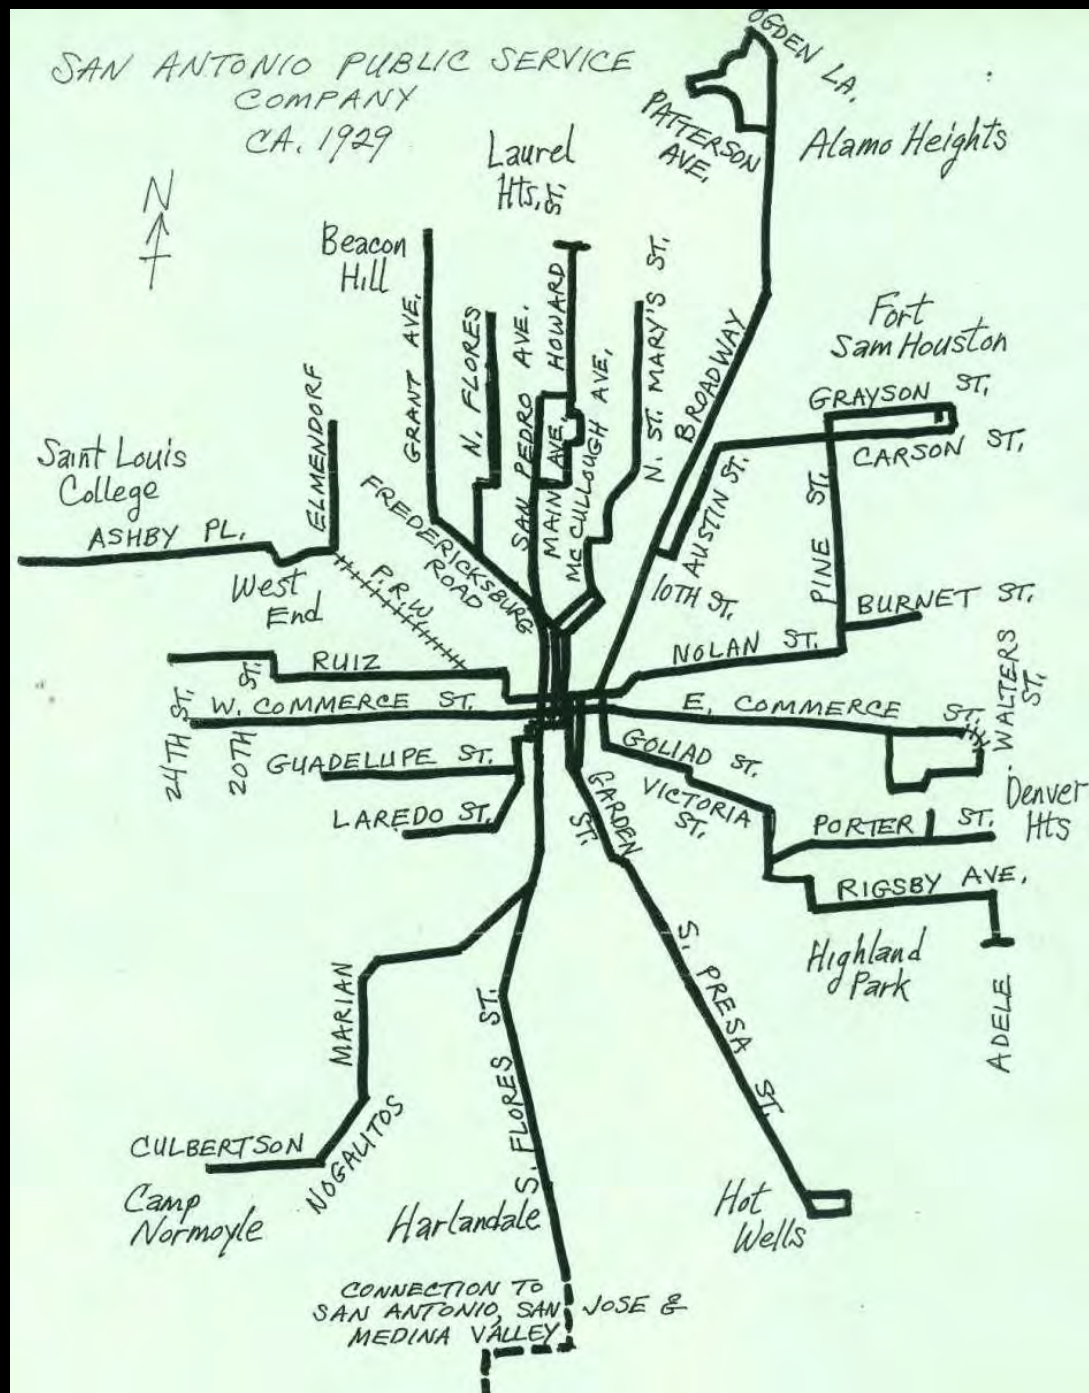 SAN ANTONIO PUBLIC SERVICE
COMPANY
CA. 1929
N
OGDEN LA.
PATTERSON
AVE.
Alamo Heights
Laurel
Hts.
HOWARD ST.
Beacon
Hill
GRANT AVE.
N. FLORES
SAN PEDRO AVE.
MAIN AVE.
McCULLOUGH AVE.
N. ST. MARY'S ST.
BROADWAY
Fort
Sam Houston
GRAYSON ST.
CARSON ST.
AUSTIN ST.
10TH ST.
PINE ST.
BURNET ST.
NOLAN ST.
Saint Louis
College
ELMENDORF
ASHBY PL.
West
End
P.R.W.
FREDERICKSBURG
ROAD
RUIZ
W. COMMERCE ST.
24TH ST.
20TH ST.
GUADELUPE ST.
LAREDO ST.
E. COMMERCE ST.
WALTERS
ST.
GOLIAD ST.
VICTORIA
ST.
GARDEN
ST.
PORTER ST.
Denver
Hts
RIGSBY AVE.
Highland
Park
ADELE
S. PRESA ST.
Hot
Wells
MARIAN
NOGALITOS
CULBERTSON
Camp
Normoyle
S. FLORES ST.
Harlandale
CONNECTION TO
SAN ANTONIO, SAN JOSE &
MEDINA VALLEY